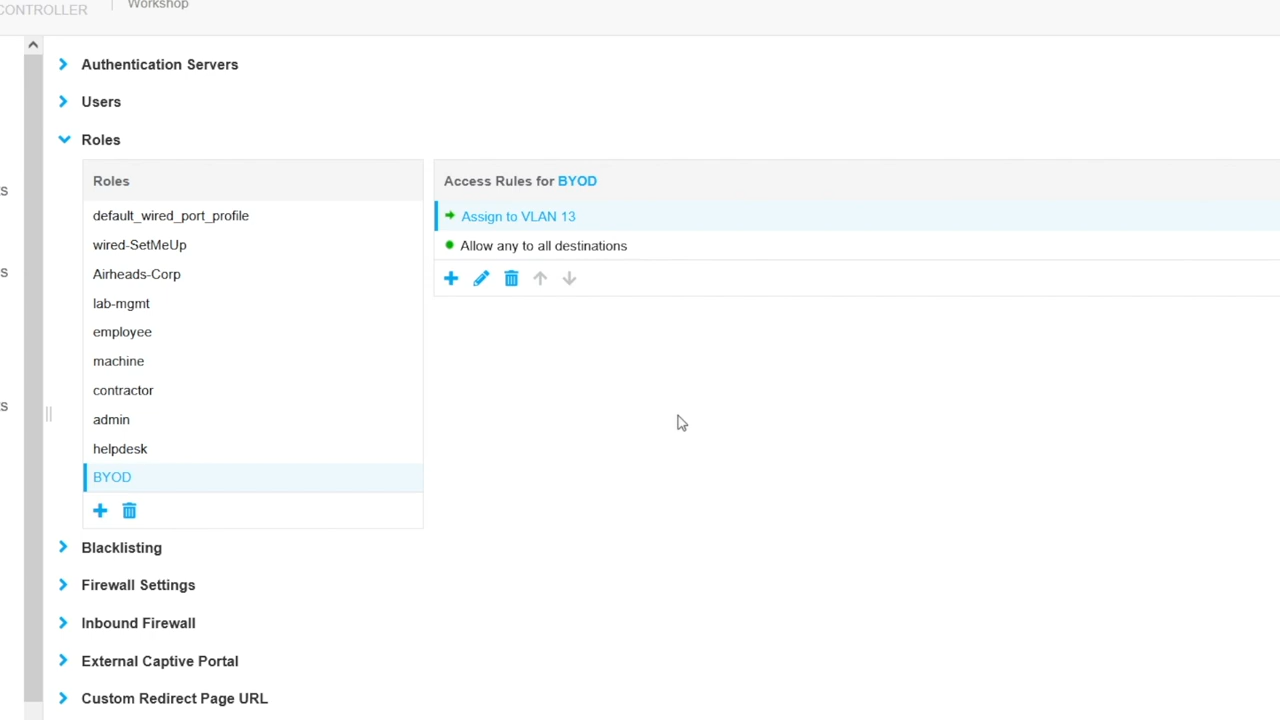 CONTROLLER
Workshop
Authentication Servers
Users
Roles
Roles
default_wired_port_profile
wired-SetMeUp
Airheads-Corp
lab-mgmt
employee
machine
contractor
admin
helpdesk
BYOD
Access Rules for BYOD
Assign to VLAN 13
Allow any to all destinations
Blacklisting
Firewall Settings
Inbound Firewall
External Captive Portal
Custom Redirect Page URL